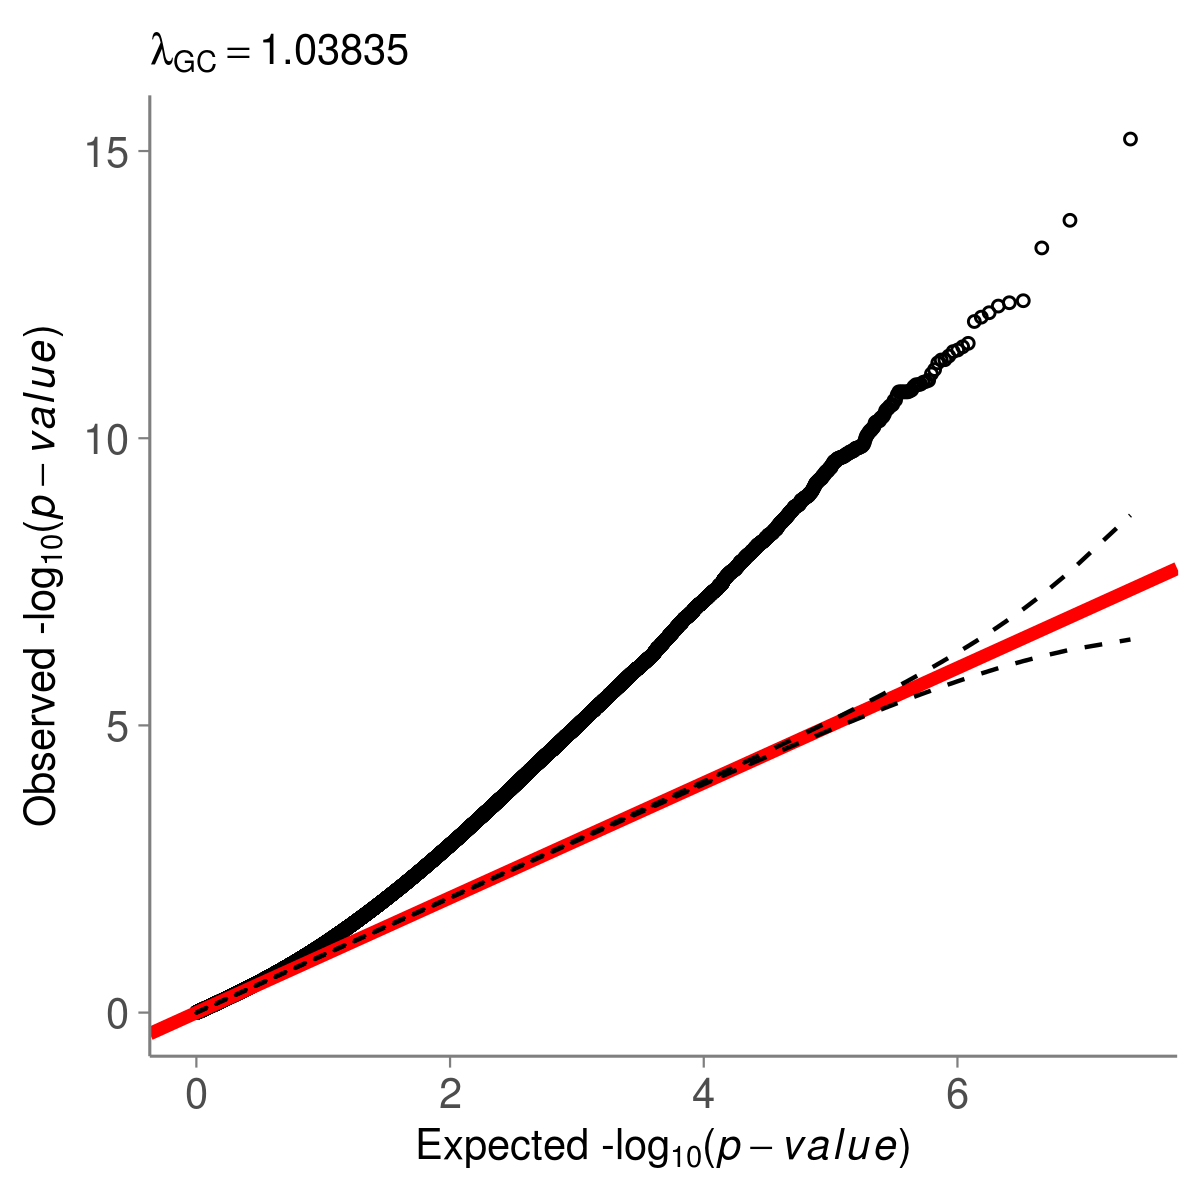 λGC = 1.03835
15
10
5
0
Observed -log10(p − value)
0 2 4 6
Expected -log10(p − value)